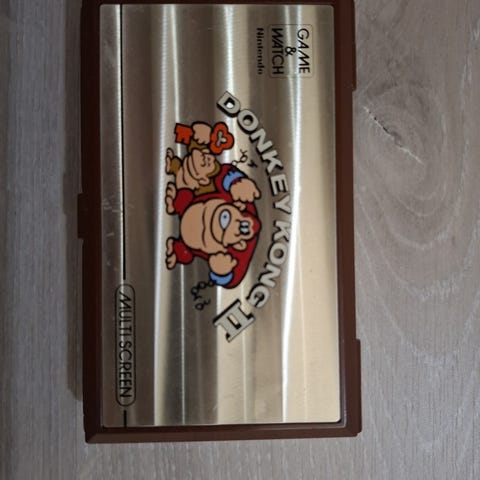 GAME
&
WATCH
Nintendo
DONKEY KONG II
MULTI SCREEN